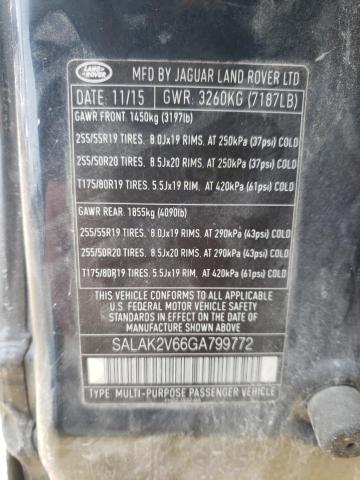 LAND
ROVER
MFD BY JAGUAR LAND ROVER LTD
DATE: 11/15 GWR: 3260KG (7187LB)
GAWR FRONT: 1450kg (3197lb)
255/55R19 TIRES, 8.0Jx19 RIMS, AT 250kPa (37psi) COLD
255/50R20 TIRES, 8.5Jx20 RIMS, AT 250kPa (37psi) COLD
T175/80R19 TIRES, 5.5Jx19 RIM, AT 420kPa (61psi) COLD
GAWR REAR: 1855kg (4090lb)
255/55R19 TIRES, 8.0Jx19 RIMS, AT 290kPa (43psi) COLD
255/50R20 TIRES, 8.5Jx20 RIMS, AT 290kPa (43psi) COLD
T175/80R19 TIRES, 5.5Jx19 RIM, AT 420kPa (61psi) COLD
THIS VEHICLE CONFORMS TO ALL APPLICABLE
U.S. FEDERAL MOTOR VEHICLE SAFETY
STANDARDS IN EFFECT ON THE DATE
OF MANUFACTURE SHOWN ABOVE
SALAK2V66GA799772
TYPE: MULTI-PURPOSE PASSENGER VEHICLE